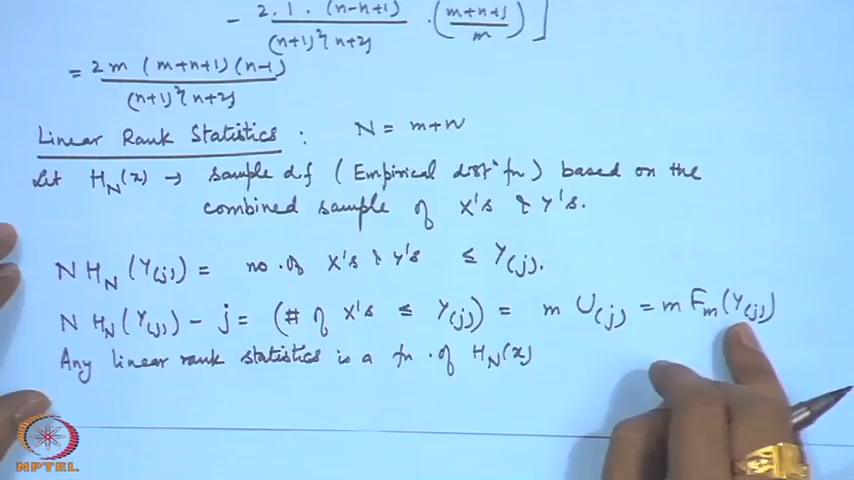 - 2.1. (n-n+1) / (n+1)²(n+2) · ( m+n+1 / m ) ]
= 2m (m+n+1)(n-1) / (n+1)²(n+2)
Linear Rank Statistics : N = m+n
Let H_N(x) → sample d.f ( Empirical distⁿ fn ) based on the
combined sample of X's & Y's.
N H_N (Y_(j)) = no. of X's & Y's ≤ Y_(j).
N H_N (Y_(j)) - j = (# of X's ≤ Y_(j)) = m U_(j) = m F_m (Y_(j))
Any linear rank statistics is a fn. of H_N(x)
NPTEL